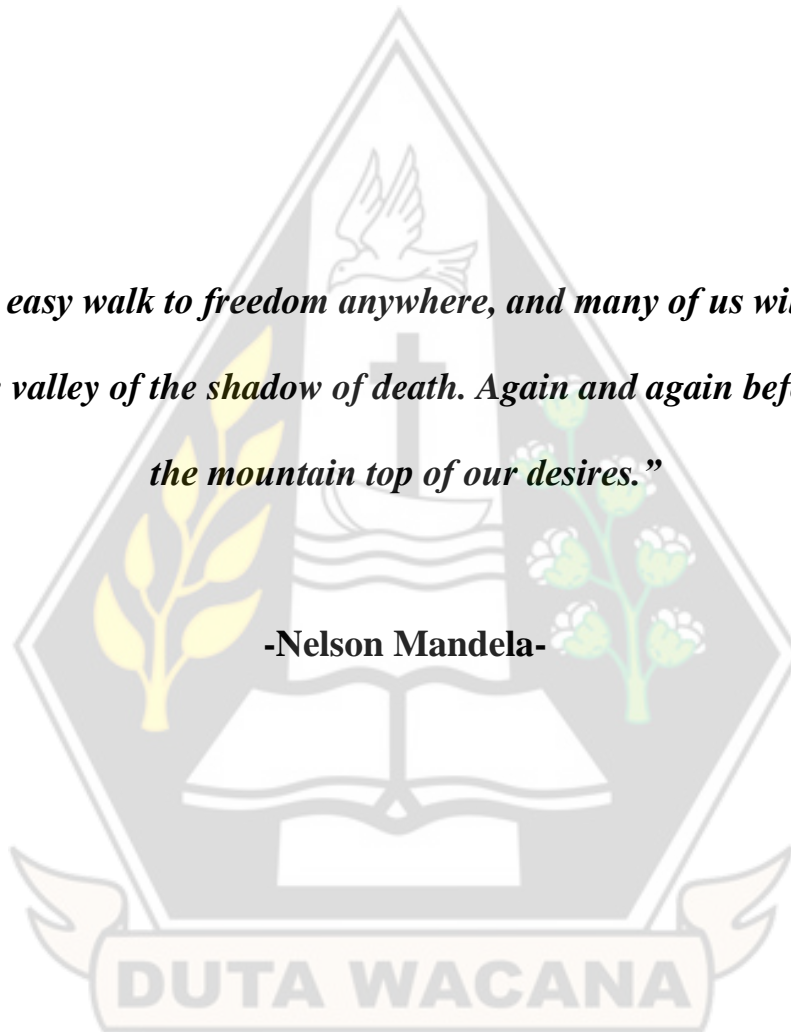 easy walk to freedom anywhere, and many of us wi
valley of the shadow of death. Again and again bef
the mountain top of our desires.”
-Nelson Mandela-
DUTA WACANA